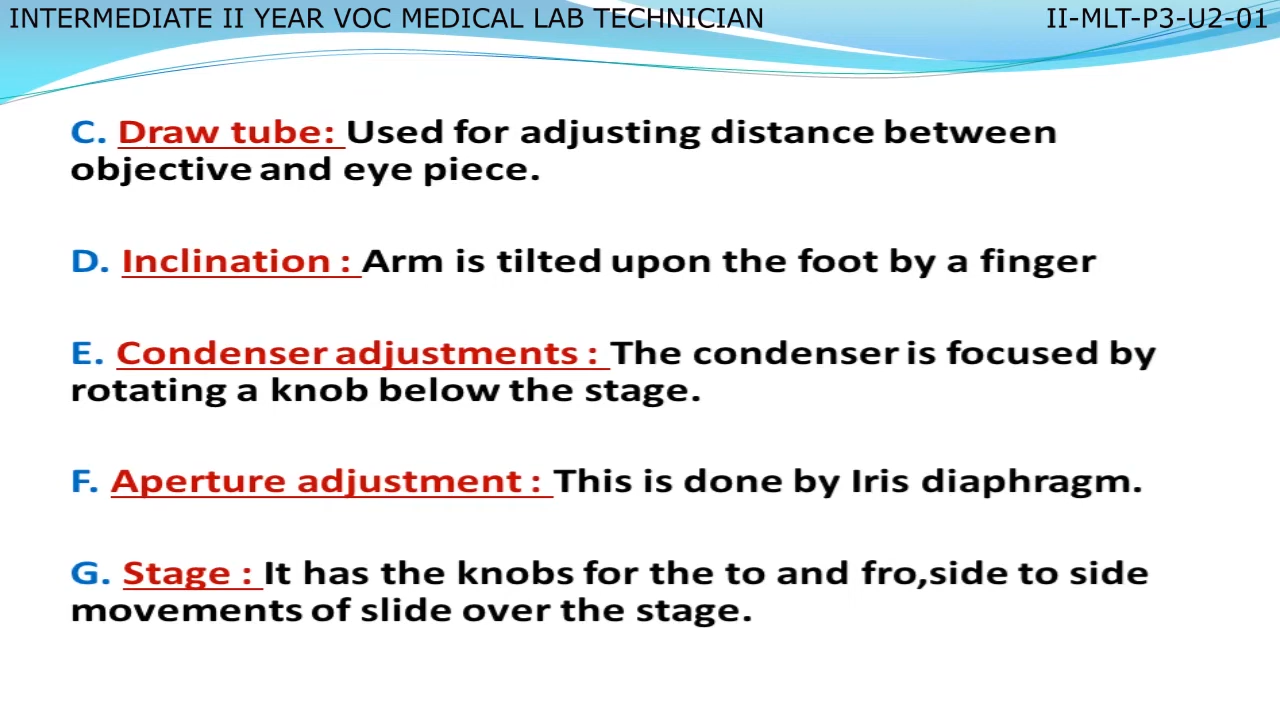 INTERMEDIATE II YEAR VOC MEDICAL LAB TECHNICIAN II-MLT-P3-U2-01
C. Draw tube: Used for adjusting distance between
objective and eye piece.
D. Inclination : Arm is tilted upon the foot by a finger
E. Condenser adjustments : The condenser is focused by
rotating a knob below the stage.
F. Aperture adjustment : This is done by Iris diaphragm.
G. Stage : It has the knobs for the to and fro,side to side
movements of slide over the stage.